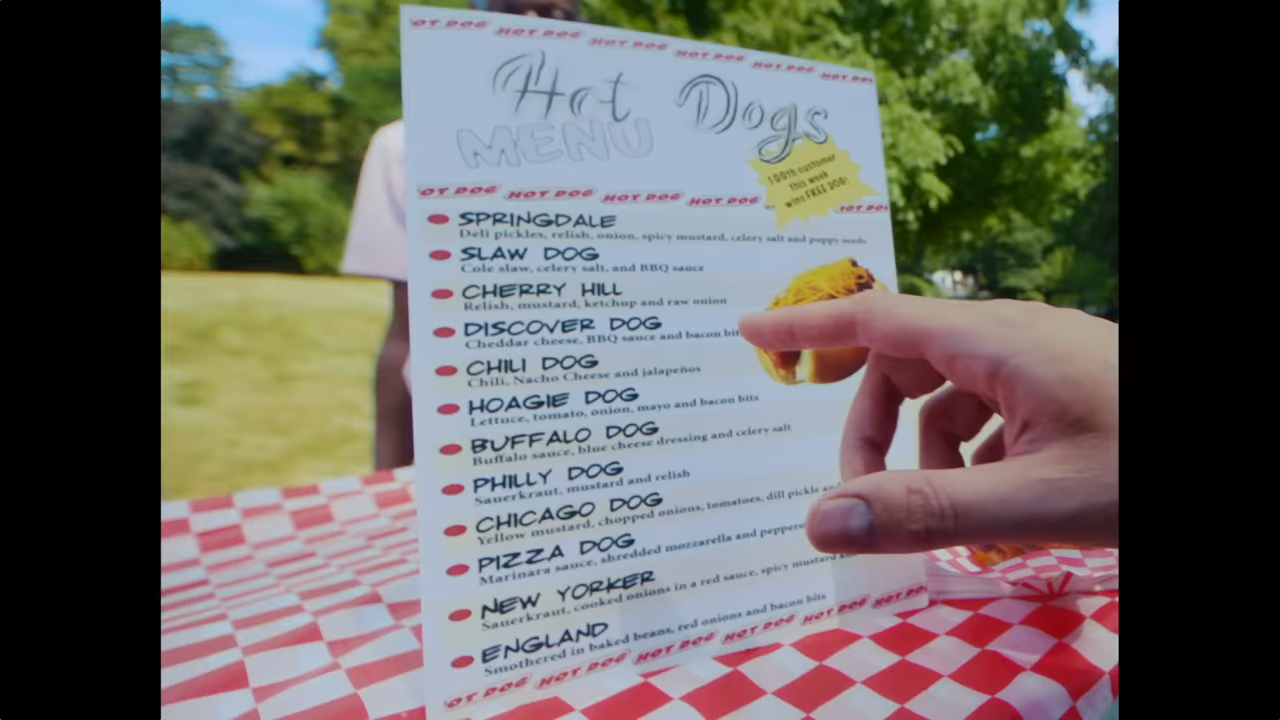 OT DOG HOT DOG HOT DOG HOT DOG HOT DOG HOT DOG
Hot Dogs
MENU
100th customer
this week
wins FREE DOG!
OT DOG HOT DOG HOT DOG HOT DOG HOT DOG
SPRINGDALE
Deli pickles, relish, onion, spicy mustard, celery salt and poppy seeds
SLAW DOG
Cole slaw, celery salt, and BBQ sauce
CHERRY HILL
Relish, mustard, ketchup and raw onion
DISCOVER DOG
Cheddar cheese, BBQ sauce and bacon bit
CHILI DOG
Chili, Nacho Cheese and jalapeños
HOAGIE DOG
Lettuce, tomato, onion, mayo and bacon bits
BUFFALO DOG
Buffalo sauce, blue cheese dressing and celery salt
PHILLY DOG
Sauerkraut, mustard and relish
CHICAGO DOG
Yellow mustard, chopped onions, tomatoes, dill pickle and
PIZZA DOG
Marinara sauce, shredded mozzarella and peppero
NEW YORKER
Sauerkraut, cooked onions in a red sauce, spicy mustard
ENGLAND
Smothered in baked beans, red onions and bacon bits
OT DOG HOT DOG HOT DOG HOT DOG HOT DOG HOT DO